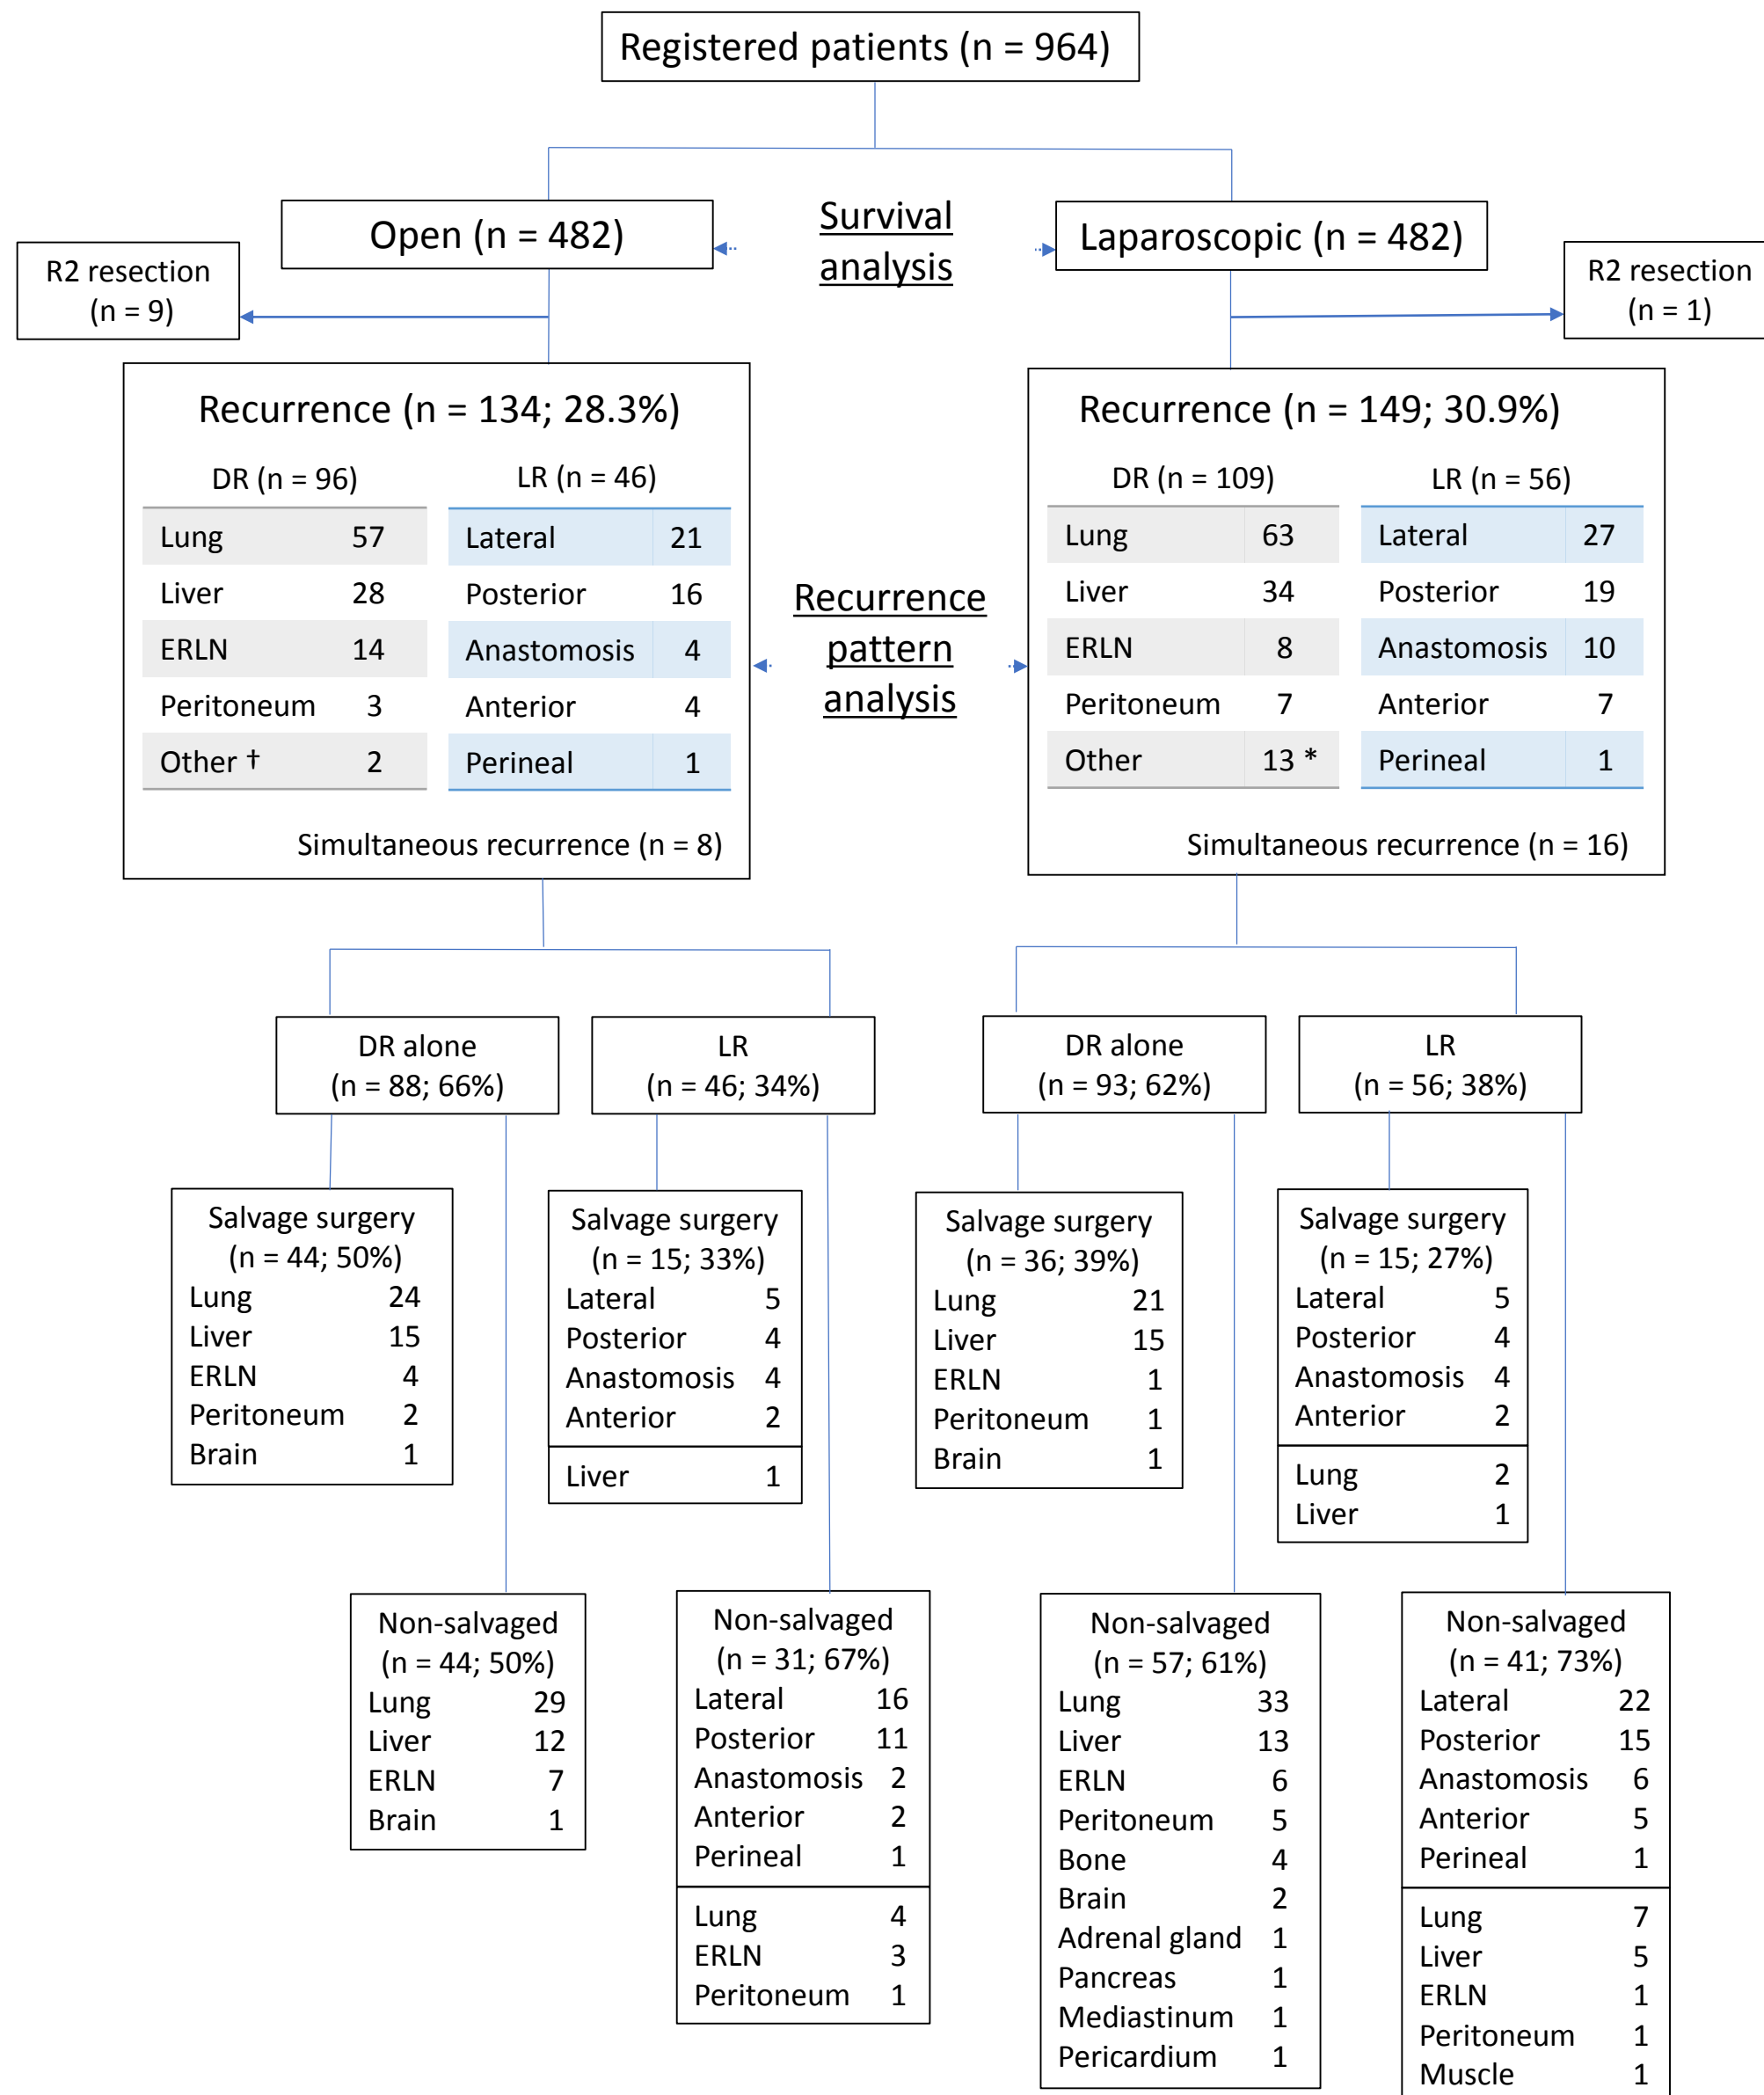 Registered patients (n = 964)
Open (n = 482)
Survival
analysis
Laparoscopic (n = 482)
R2 resection
(n = 9)
R2 resection
(n = 1)
Recurrence (n = 134; 28.3%)
DR (n = 96)
LR (n = 46)
Lung 57 Lateral 21
Liver 28 Posterior 16
ERLN 14 Anastomosis 4
Peritoneum 3 Anterior 4
Other † 2 Perineal 1
Simultaneous recurrence (n = 8)
Recurrence
pattern
analysis
Recurrence (n = 149; 30.9%)
DR (n = 109)
LR (n = 56)
Lung 63 Lateral 27
Liver 34 Posterior 19
ERLN 8 Anastomosis 10
Peritoneum 7 Anterior 7
Other 13 * Perineal 1
Simultaneous recurrence (n = 16)
DR alone
(n = 88; 66%)
LR
(n = 46; 34%)
DR alone
(n = 93; 62%)
LR
(n = 56; 38%)
Salvage surgery
(n = 44; 50%)
Lung 24
Liver 15
ERLN 4
Peritoneum 2
Brain 1
Salvage surgery
(n = 15; 33%)
Lateral 5
Posterior 4
Anastomosis 4
Anterior 2
Liver 1
Salvage surgery
(n = 36; 39%)
Lung 21
Liver 15
ERLN 1
Peritoneum 1
Brain 1
Salvage surgery
(n = 15; 27%)
Lateral 5
Posterior 4
Anastomosis 4
Anterior 2
Lung 2
Liver 1
Non-salvaged
(n = 44; 50%)
Lung 29
Liver 12
ERLN 7
Brain 1
Non-salvaged
(n = 31; 67%)
Lateral 16
Posterior 11
Anastomosis 2
Anterior 2
Perineal 1
Lung 4
ERLN 3
Peritoneum 1
Non-salvaged
(n = 57; 61%)
Lung 33
Liver 13
ERLN 6
Peritoneum 5
Bone 4
Brain 2
Adrenal gland 1
Pancreas 1
Mediastinum 1
Pericardium 1
Non-salvaged
(n = 41; 73%)
Lateral 22
Posterior 15
Anastomosis 6
Anterior 5
Perineal 1
Lung 7
Liver 5
ERLN 1
Peritoneum 1
Muscle 1